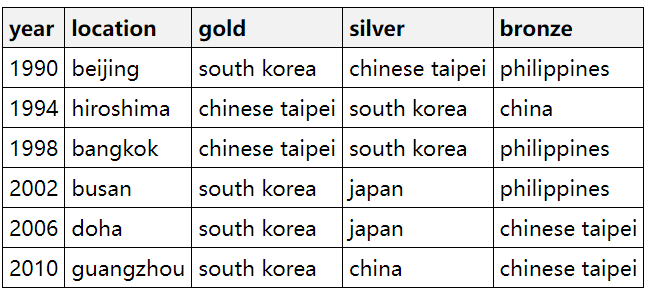 year location gold silver bronze
1990 beijing south korea chinese taipei philippines
1994 hiroshima chinese taipei south korea china
1998 bangkok chinese taipei south korea philippines
2002 busan south korea japan philippines
2006 doha south korea japan chinese taipei
2010 guangzhou south korea china chinese taipei